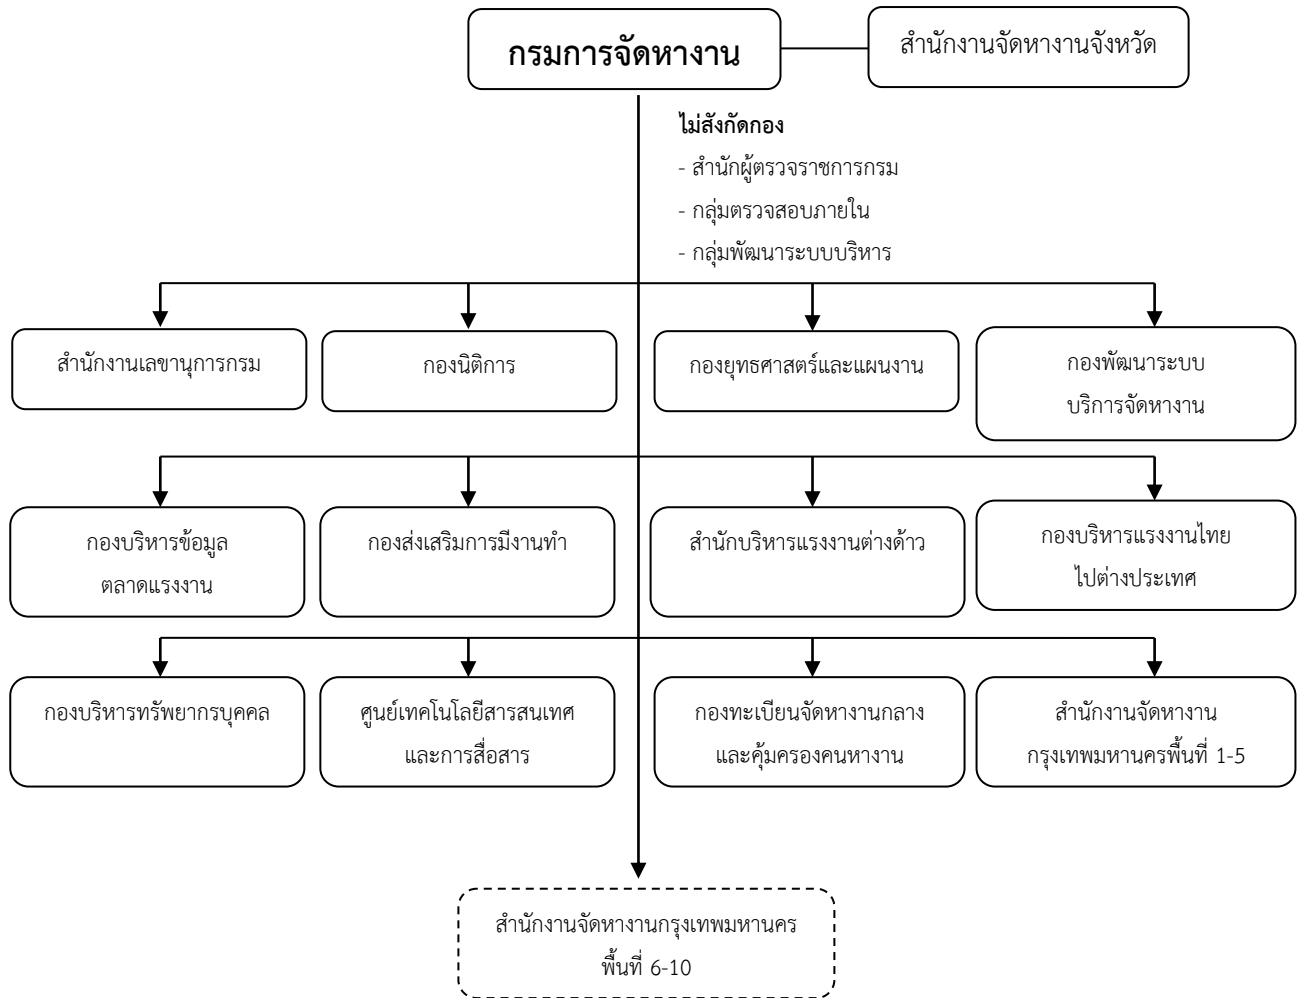 กรมการจัดหางาน
สำนักงานจัดหางานจังหวัด
ไม่สังกัดกอง
- สำนักผู้ตรวจราชการกรม
- กลุ่มตรวจสอบภายใน
- กลุ่มพัฒนาระบบบริหาร
สำนักงานเลขานุการกรม
กองนิติการ
กองยุทธศาสตร์และแผนงาน
กองพัฒนาระบบ
บริการจัดหางาน
กองบริหารข้อมูล
ตลาดแรงงาน
กองส่งเสริมการมีงานทำ
สำนักบริหารแรงงานต่างด้าว
กองบริหารแรงงานไทย
ไปต่างประเทศ
กองบริหารทรัพยากรบุคคล
ศูนย์เทคโนโลยีสารสนเทศ
และการสื่อสาร
กองทะเบียนจัดหางานกลาง
และคุ้มครองคนหางาน
สำนักงานจัดหางาน
กรุงเทพมหานครพื้นที่ 1-5
สำนักงานจัดหางานกรุงเทพมหานคร
พื้นที่ 6-10